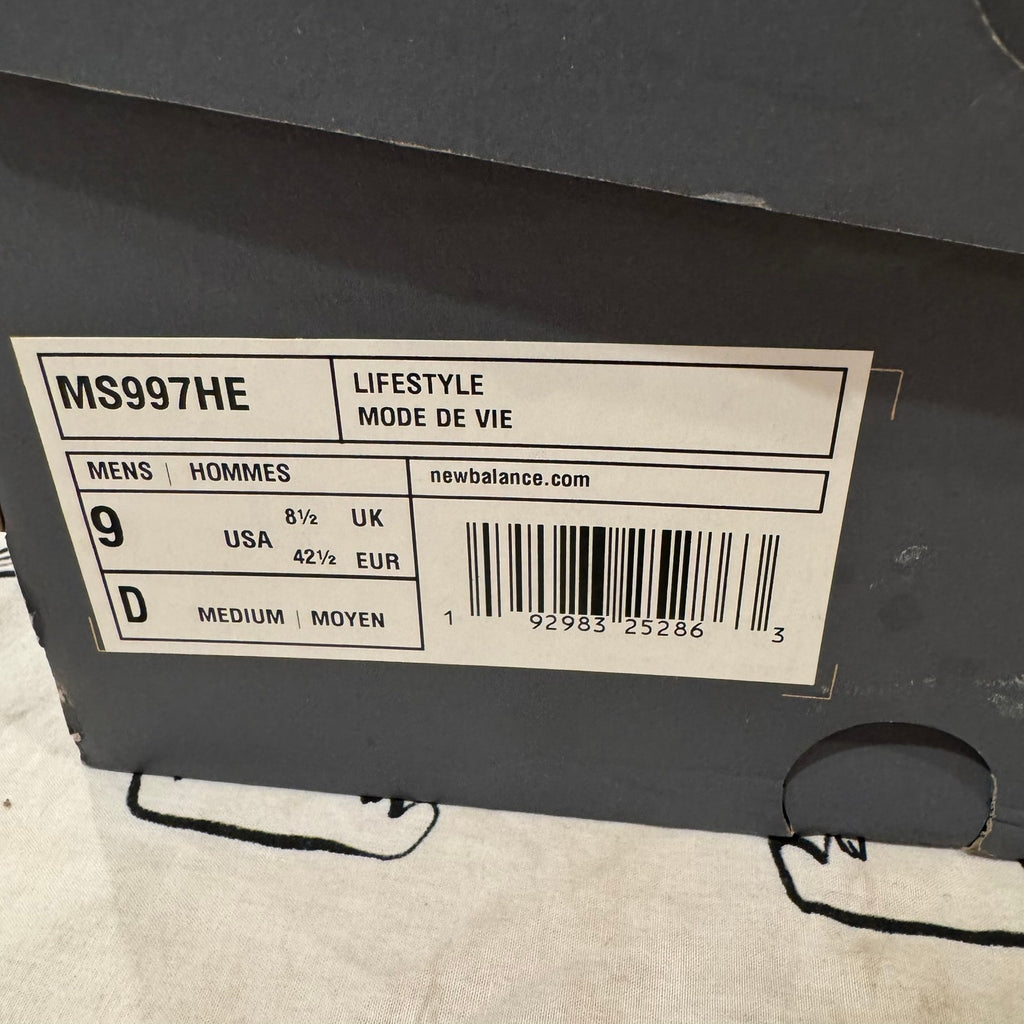 MS997HE
LIFESTYLE
MODE DE VIE
MENS | HOMMES
newbalance.com
9
USA
8½ UK
42½ EUR
D
MEDIUM | MOYEN
1 92983 25286 3